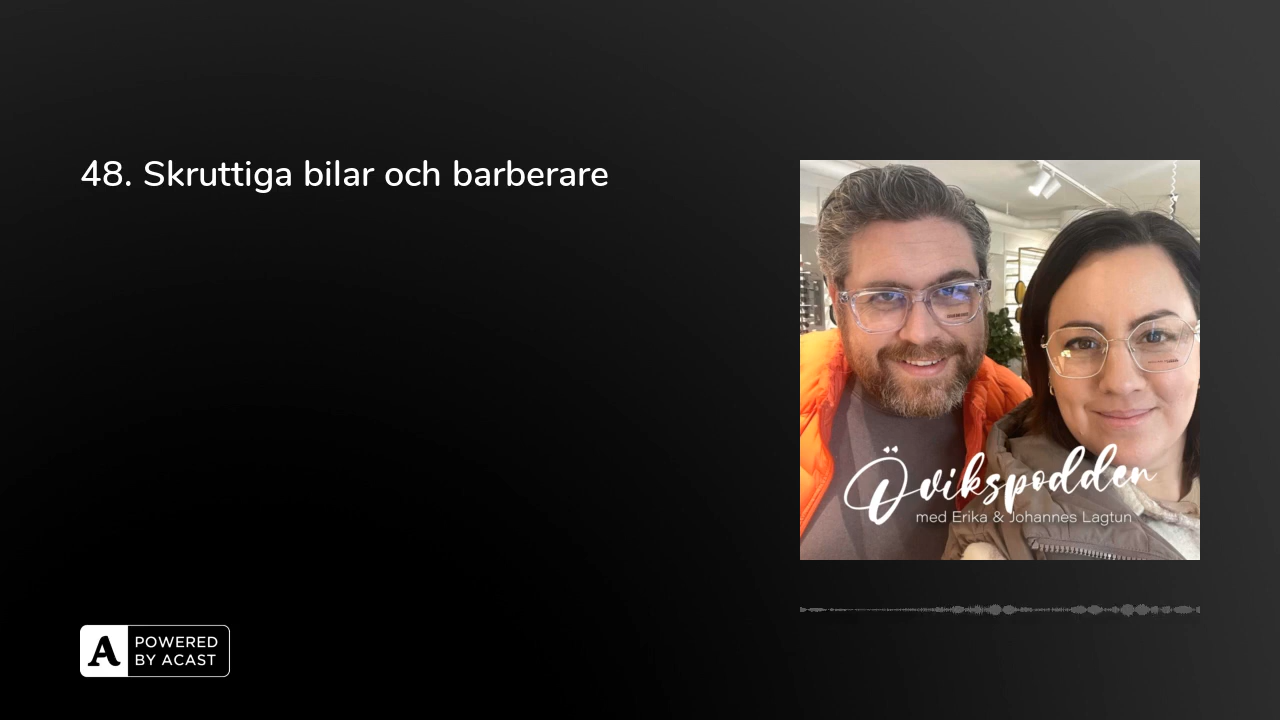 48. Skruttiga bilar och barberare
Övikspodden
med Erika & Johannes Lagtun
A POWERED
BY ACAST